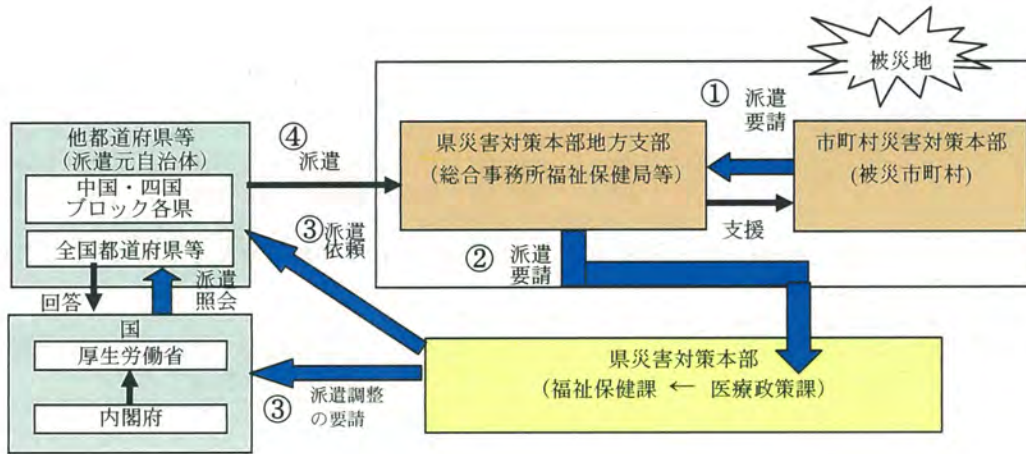 被災地
① 派遣
要請
他都道府県等
(派遣元自治体)
中国・四国
ブロック各県
全国都道府県等
④
派遣
県災害対策本部地方支部
(総合事務所福祉保健局等)
市町村災害対策本部
(被災市町村)
支援
③派遣
依頼
② 派遣
要請
回答
派遣
照会
国
厚生労働省
内閣府
③ 派遣調整
の要請
県災害対策本部
(福祉保健課 ← 医療政策課)